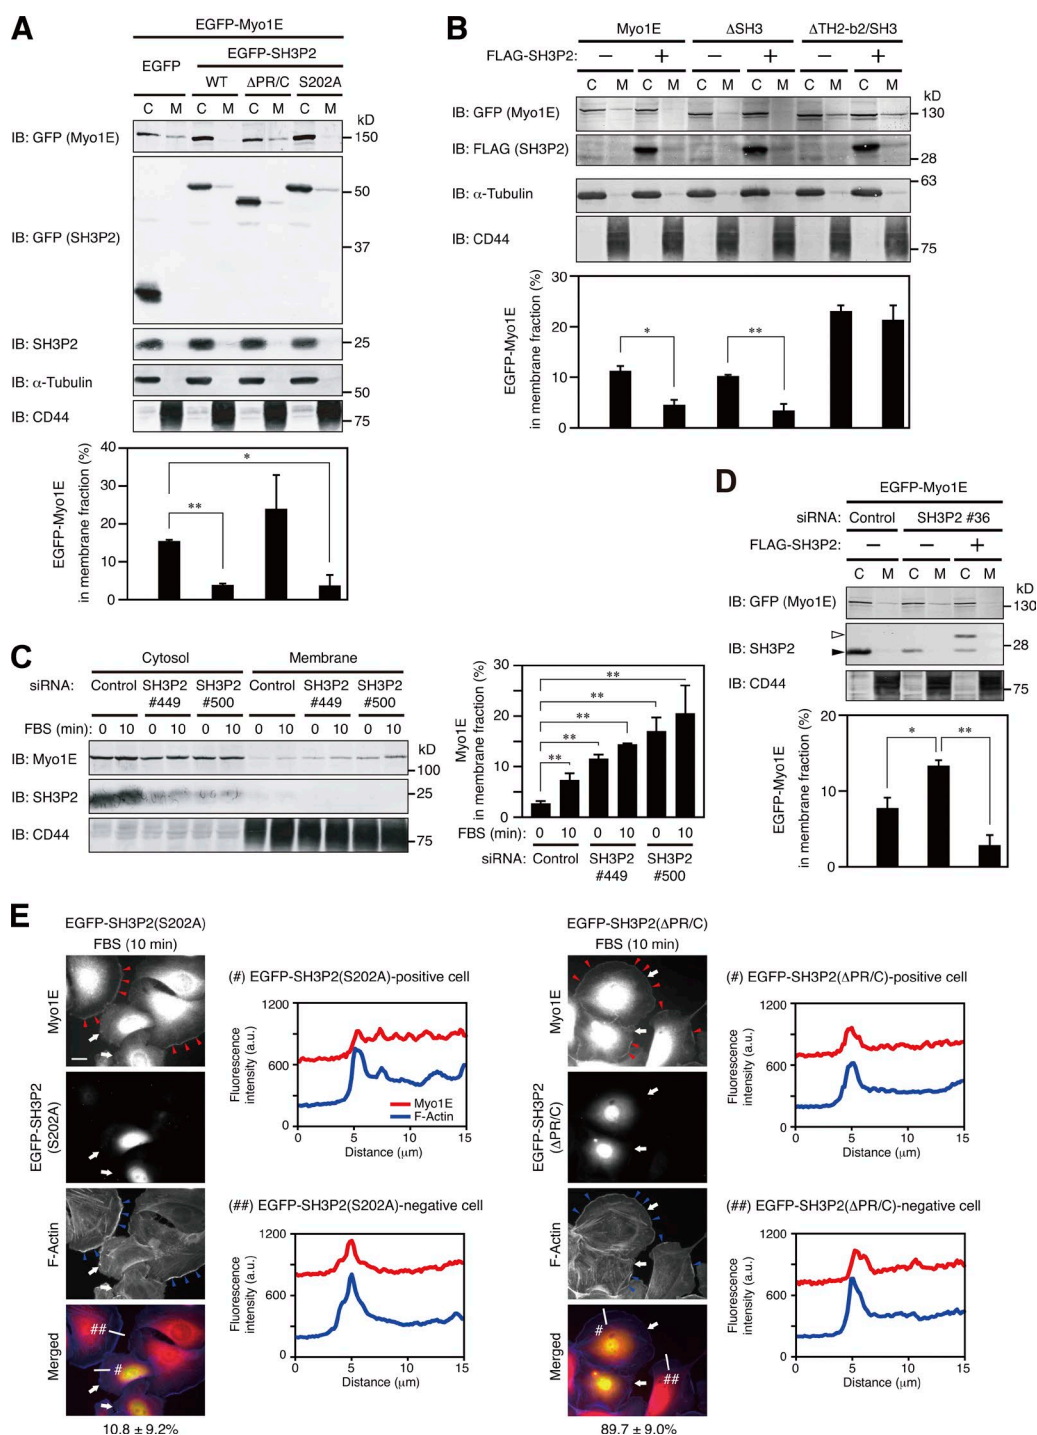 A
EGFP-Myo1E
EGFP-SH3P2
EGFP
WT ΔPR/C S202A
C M C M C M C M
kD
IB: GFP (Myo1E)
150
IB: GFP (SH3P2)
50
37
IB: SH3P2
25
IB: α-Tubulin
50
IB: CD44
75
EGFP-Myo1E
in membrane fraction (%)
40
30
20
10
0
**
*
B
Myo1E ΔSH3 ΔTH2-b2/SH3
FLAG-SH3P2: − + − + − +
C M C M C M C M C M C M
kD
IB: GFP (Myo1E)
130
IB: FLAG (SH3P2)
28
IB: α-Tubulin
63
IB: CD44
75
EGFP-Myo1E
in membrane fraction (%)
30
20
10
0
*
**
C
Cytosol Membrane
siRNA: Control SH3P2 #449 SH3P2 #500 Control SH3P2 #449 SH3P2 #500
FBS (min): 0 10 0 10 0 10 0 10 0 10 0 10
kD
IB: Myo1E
100
IB: SH3P2
25
IB: CD44
75
Myo1E
in membrane fraction (%)
30
20
10
0
**
**
**
**
**
FBS (min): 0 10 0 10 0 10
siRNA: Control SH3P2 #449 SH3P2 #500
D
EGFP-Myo1E
siRNA: Control SH3P2 #36
FLAG-SH3P2: − − +
C M C M C M
kD
IB: GFP (Myo1E)
130
IB: SH3P2
28
IB: CD44
75
EGFP-Myo1E
in membrane fraction (%)
20
10
0
*
**
E
EGFP-SH3P2(S202A)
FBS (10 min)
Myo1E
EGFP-SH3P2
(S202A)
F-Actin
Merged
##
#
10.8 ± 9.2%
(#) EGFP-SH3P2(S202A)-positive cell
Fluorescence
intensity (a.u.)
1200
600
0
Myo1E
F-Actin
0 5 10 15
Distance (μm)
(##) EGFP-SH3P2(S202A)-negative cell
Fluorescence
intensity (a.u.)
1200
600
0
0 5 10 15
Distance (μm)
EGFP-SH3P2(ΔPR/C)
FBS (10 min)
Myo1E
EGFP-SH3P2
(ΔPR/C)
F-Actin
Merged
#
##
89.7 ± 9.0%
(#) EGFP-SH3P2(ΔPR/C)-positive cell
Fluorescence
intensity (a.u.)
1200
600
0
0 5 10 15
Distance (μm)
(##) EGFP-SH3P2(ΔPR/C)-negative cell
Fluorescence
intensity (a.u.)
1200
600
0
0 5 10 15
Distance (μm)